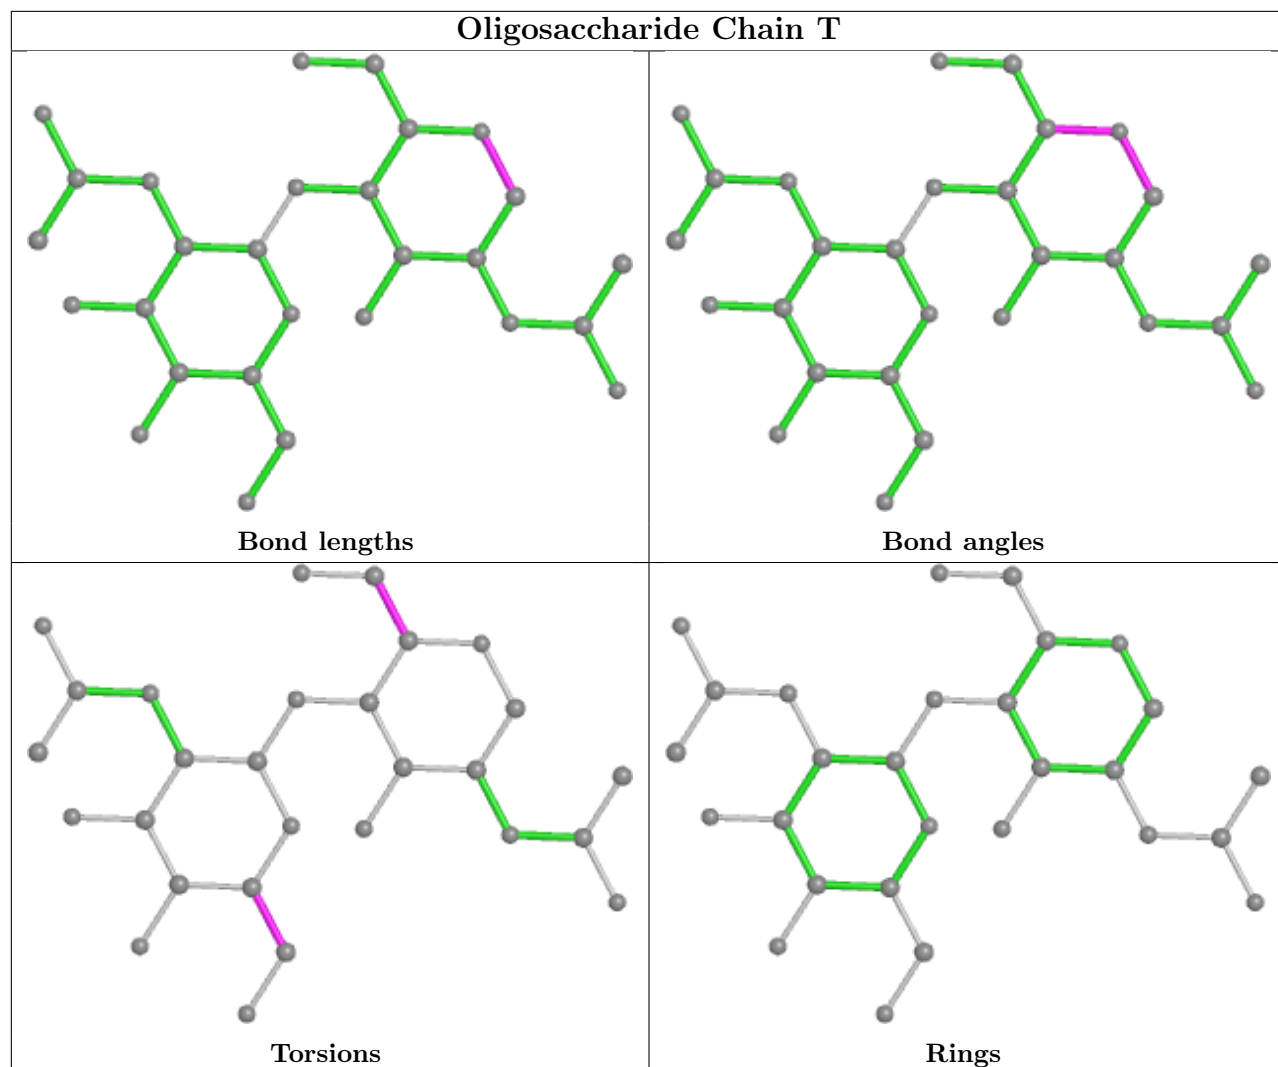 Oligosaccharide Chain T
Bond lengths
Bond angles
Torsions
Rings